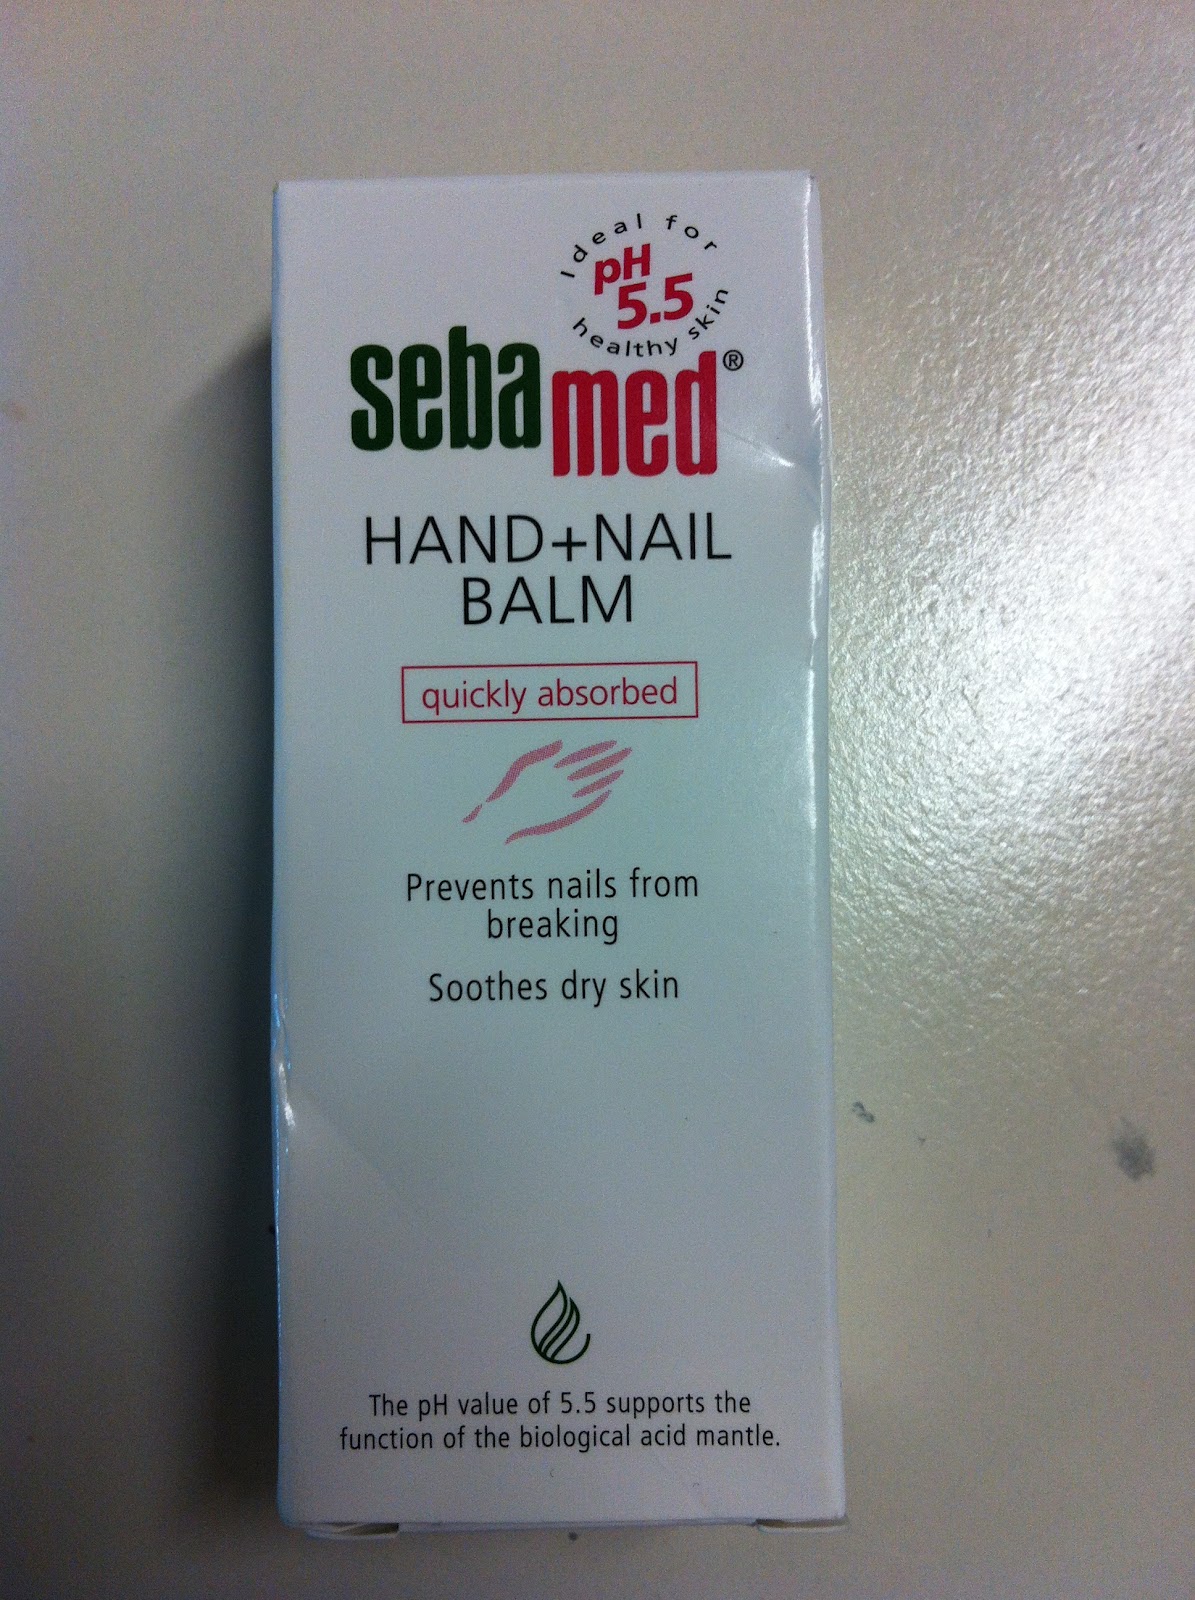 Ideal for
pH
5.5
healthy skin
sebamed®
HAND+NAIL
BALM
quickly absorbed
Prevents nails from
breaking
Soothes dry skin
The pH value of 5.5 supports the
function of the biological acid mantle.